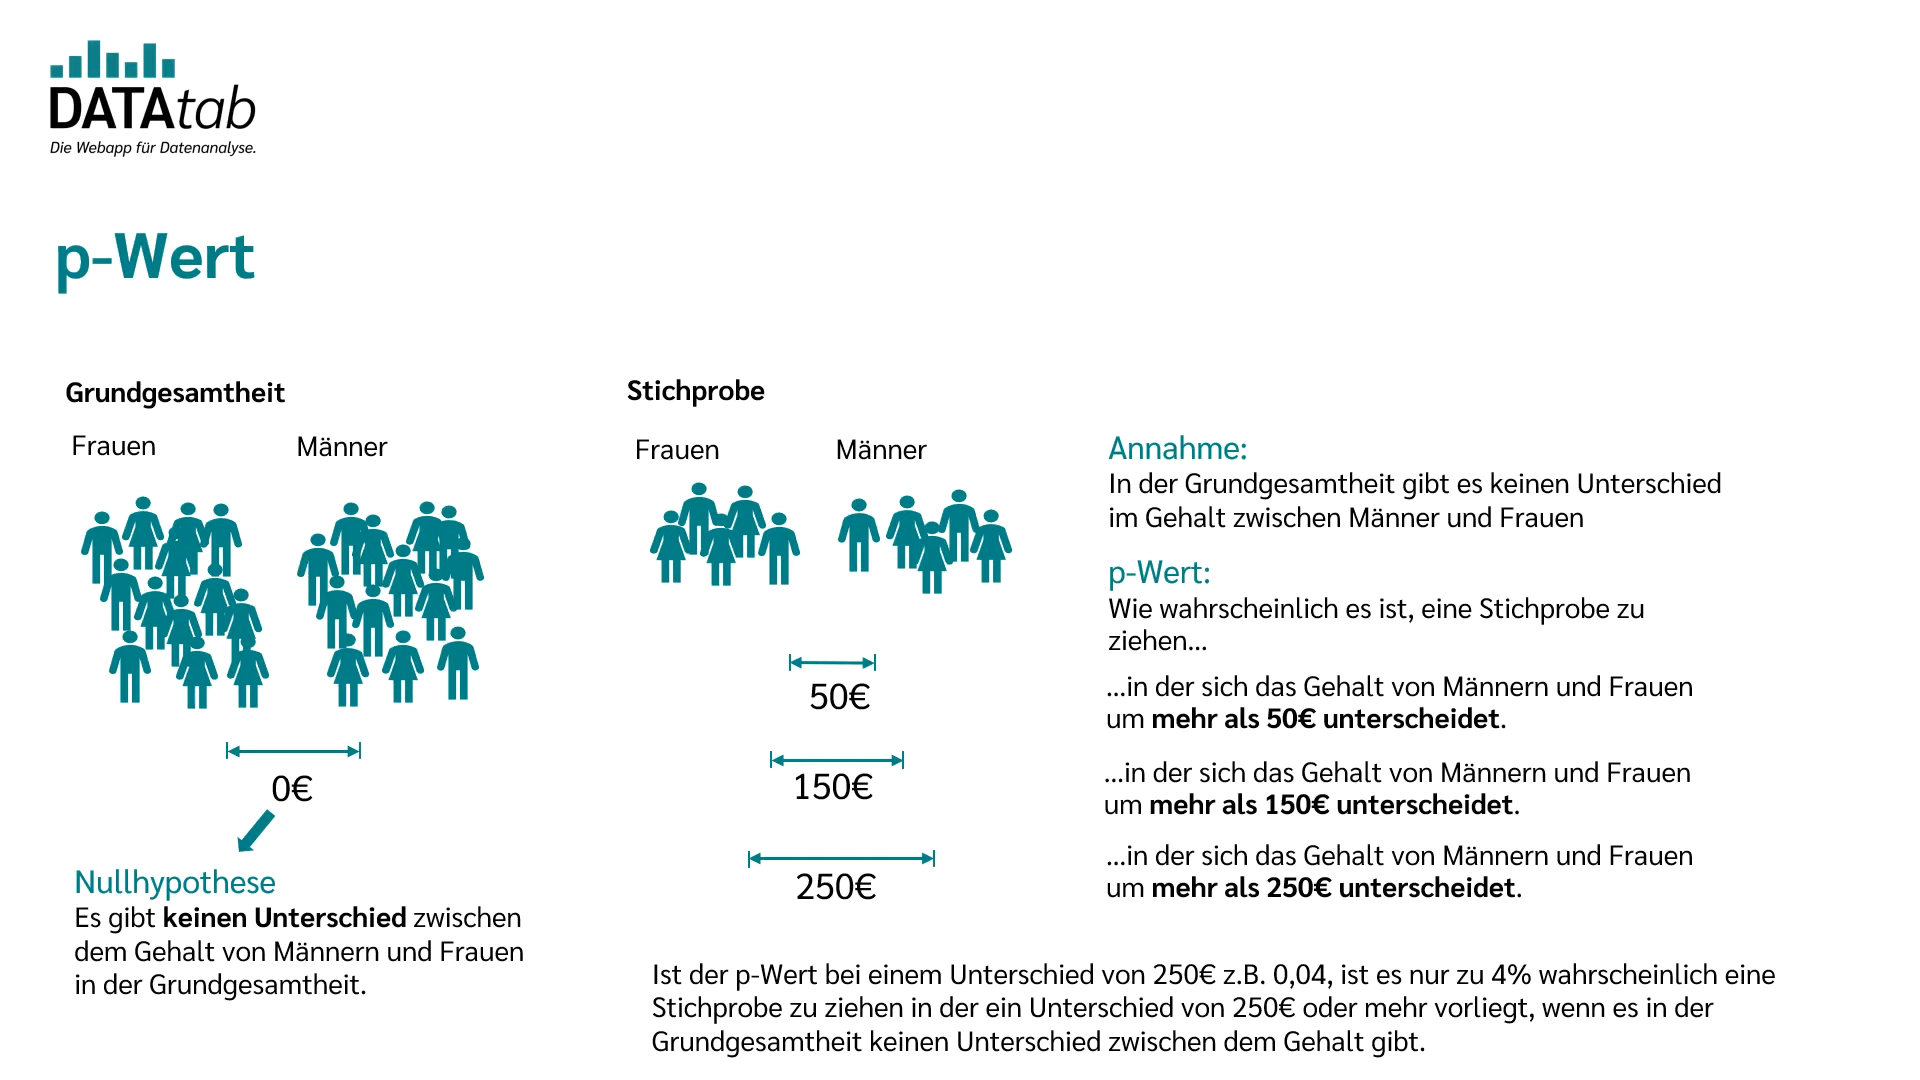 DATAtab
Die Webapp für Datenanalyse.
p-Wert
Grundgesamtheit
Frauen
Männer
0€
Nullhypothese
Es gibt keinen Unterschied zwischen
dem Gehalt von Männern und Frauen
in der Grundgesamtheit.
Stichprobe
Frauen
Männer
50€
150€
250€
Annahme:
In der Grundgesamtheit gibt es keinen Unterschied
im Gehalt zwischen Männer und Frauen
p-Wert:
Wie wahrscheinlich es ist, eine Stichprobe zu
ziehen...
...in der sich das Gehalt von Männern und Frauen
um mehr als 50€ unterscheidet.
...in der sich das Gehalt von Männern und Frauen
um mehr als 150€ unterscheidet.
...in der sich das Gehalt von Männern und Frauen
um mehr als 250€ unterscheidet.
Ist der p-Wert bei einem Unterschied von 250€ z.B. 0,04, ist es nur zu 4% wahrscheinlich eine
Stichprobe zu ziehen in der ein Unterschied von 250€ oder mehr vorliegt, wenn es in der
Grundgesamtheit keinen Unterschied zwischen dem Gehalt gibt.